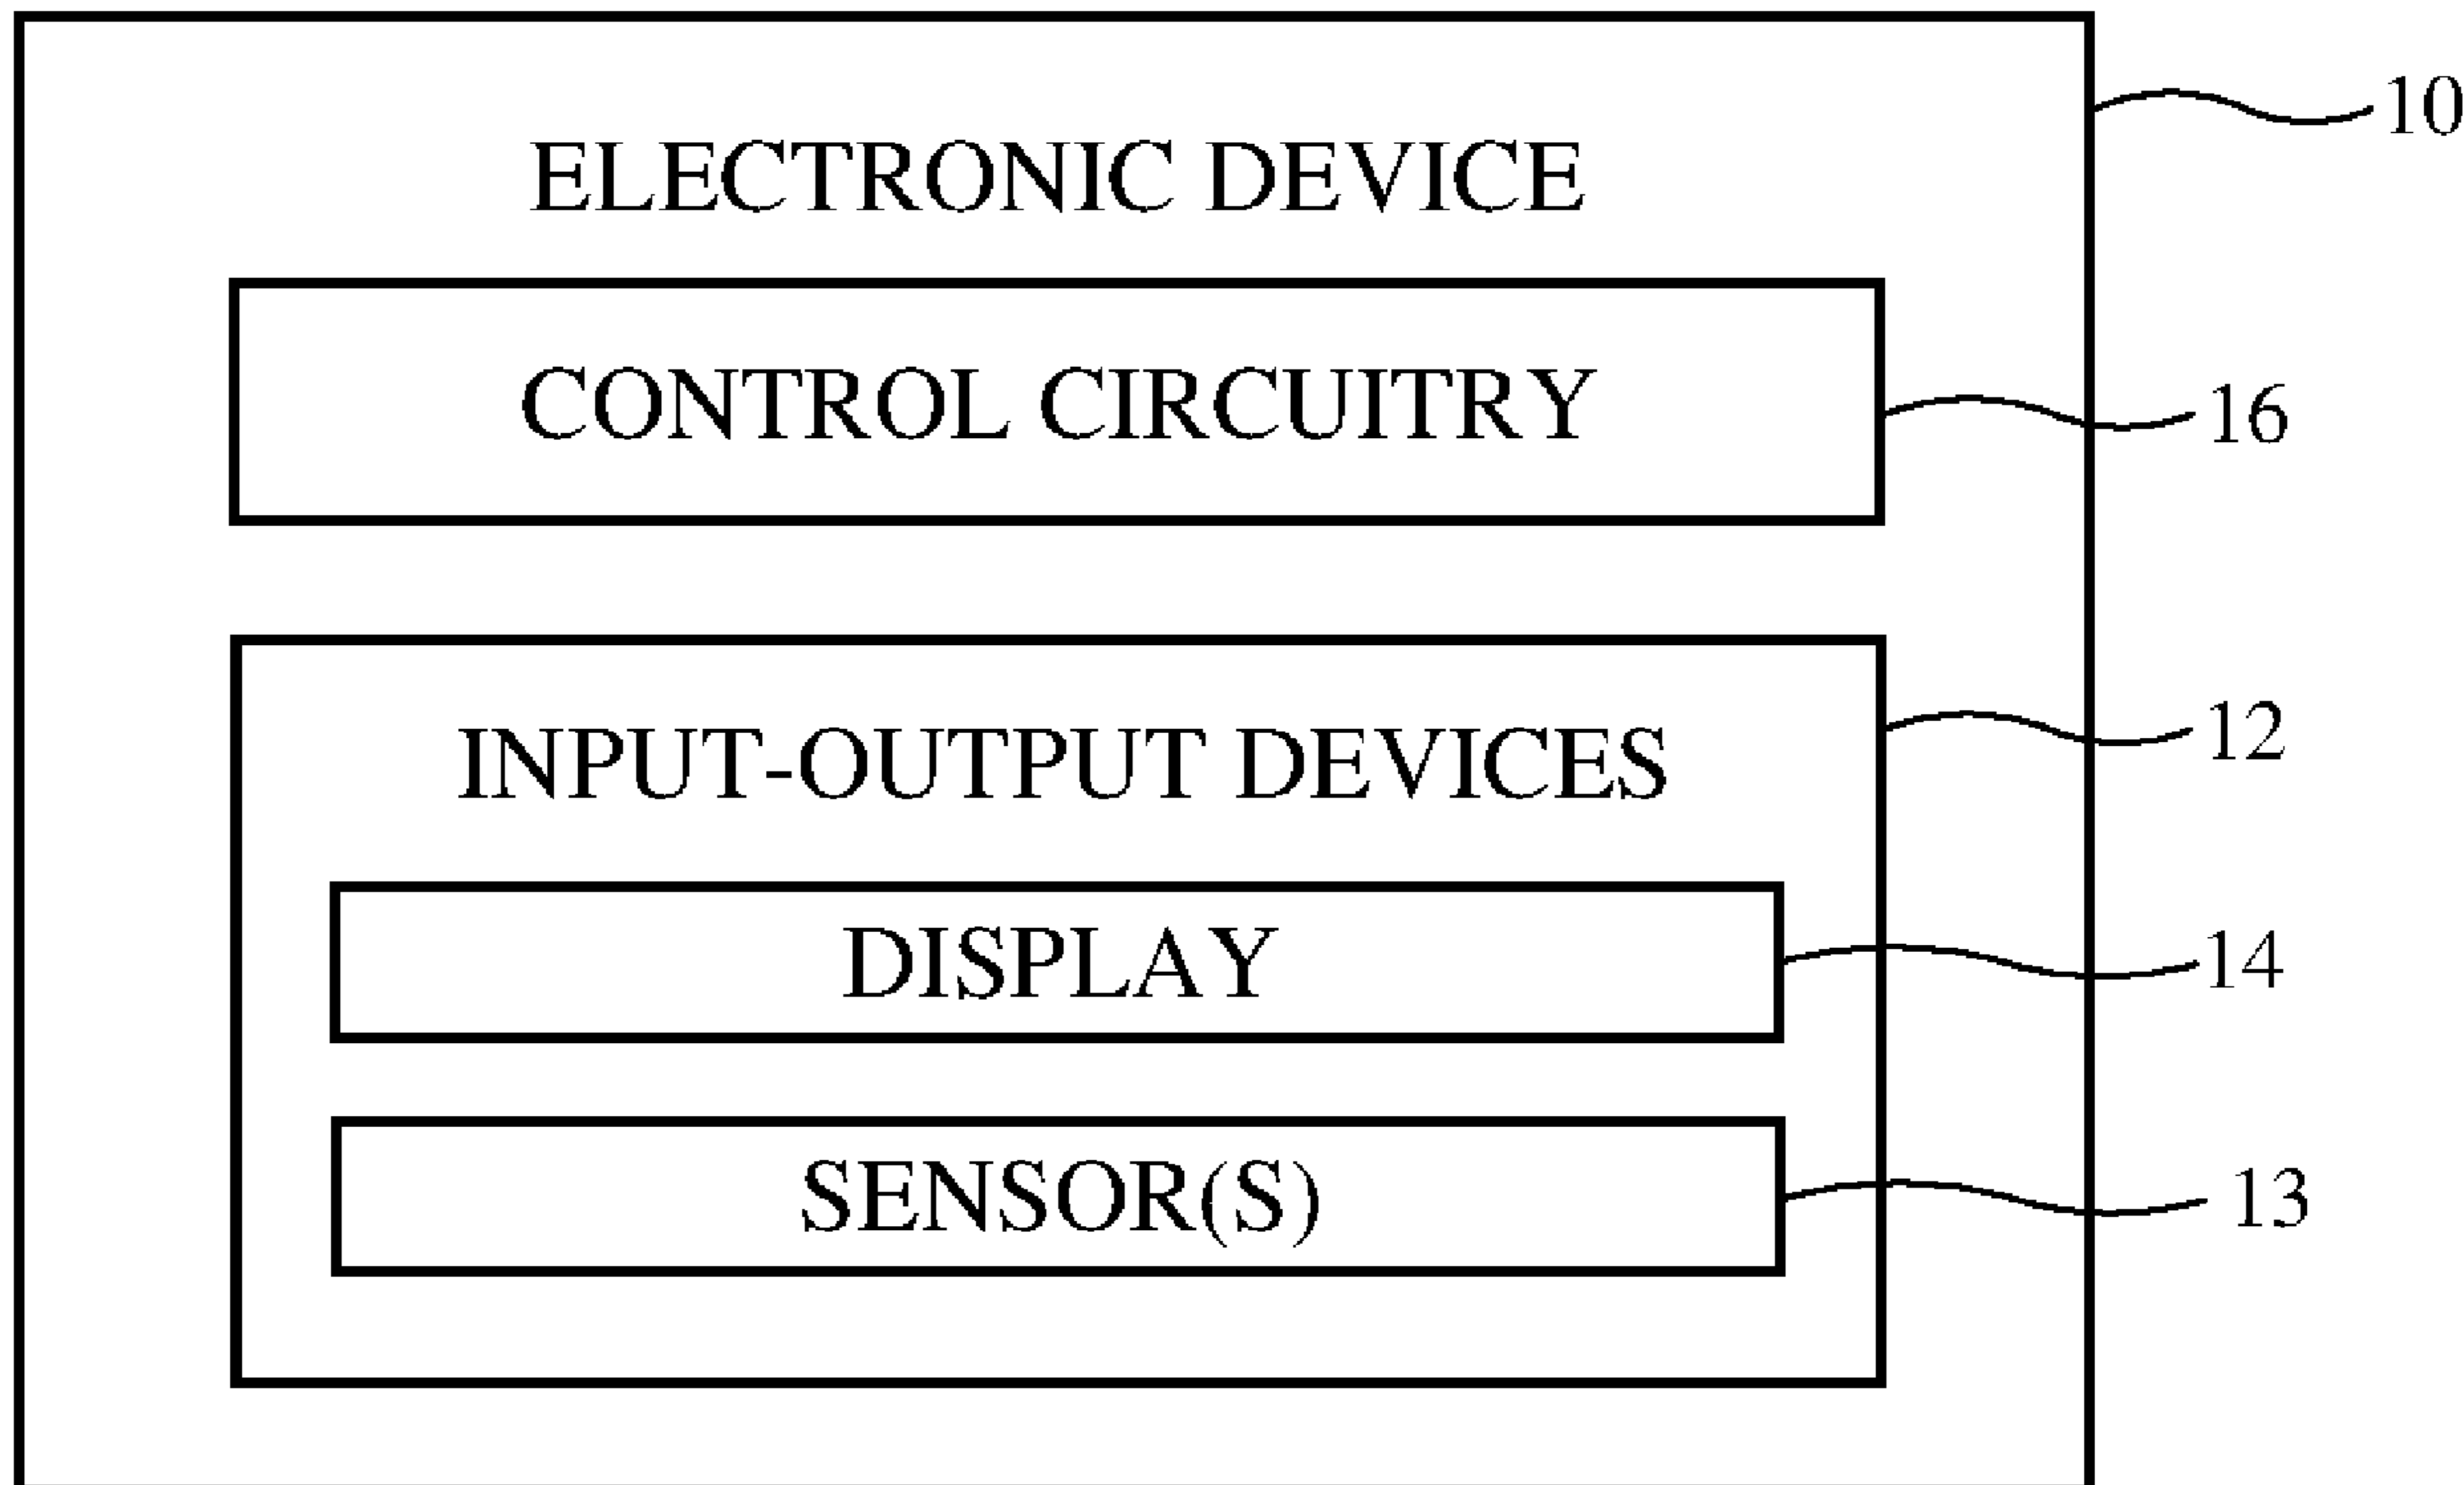 10
ELECTRONIC DEVICE
CONTROL CIRCUITRY
16
INPUT-OUTPUT DEVICES
12
DISPLAY
14
SENSOR(S)
13